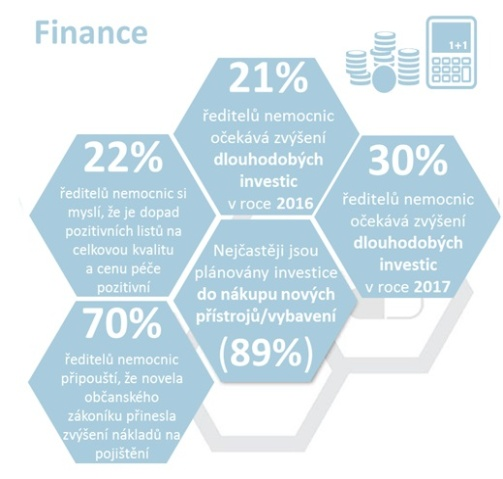 Finance
1+1
21%
ředitelů nemocnic
očekává zvýšení
dlouhodobých
investic
v roce 2016
22%
ředitelů nemocnic si
myslí, že je dopad
pozitivních listů na
celkovou kvalitu
a cenu péče
pozitivní
30%
ředitelů nemocnic
očekává zvýšení
dlouhodobých
investic
v roce 2017
Nejčastěji jsou
plánovány investice
do nákupu nových
přístrojů/vybavení
(89%)
70%
ředitelů nemocnic
připouští, že novela
občanského
zákoníku přinesla
zvýšení nákladů na
pojištění